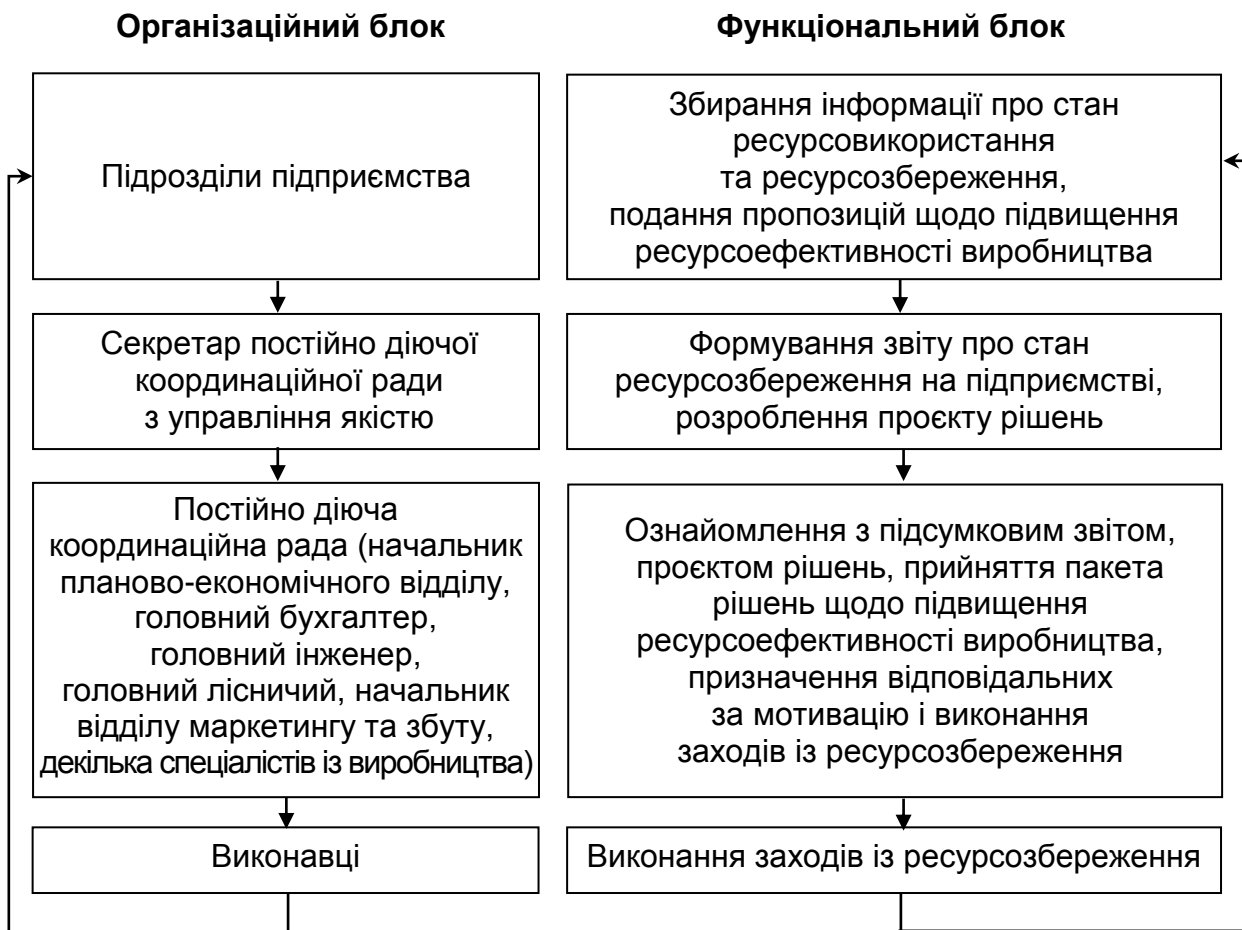 Організаційний блок
Функціональний блок
Підрозділи підприємства
Збирання інформації про стан
ресурсовикористання
та ресурсозбереження,
подання пропозицій щодо підвищення
ресурсоефективності виробництва
Секретар постійно діючої
координаційної ради
з управління якістю
Формування звіту про стан
ресурсозбереження на підприємстві,
розроблення проєкту рішень
Постійно діюча
координаційна рада (начальник
планово-економічного відділу,
головний бухгалтер,
головний інженер,
головний лісничий, начальник
відділу маркетингу та збуту,
декілька спеціалістів із виробництва)
Ознайомлення з підсумковим звітом,
проєктом рішень, прийняття пакета
рішень щодо підвищення
ресурсоефективності виробництва,
призначення відповідальних
за мотивацію і виконання
заходів із ресурсозбереження
Виконавці
Виконання заходів із ресурсозбереження